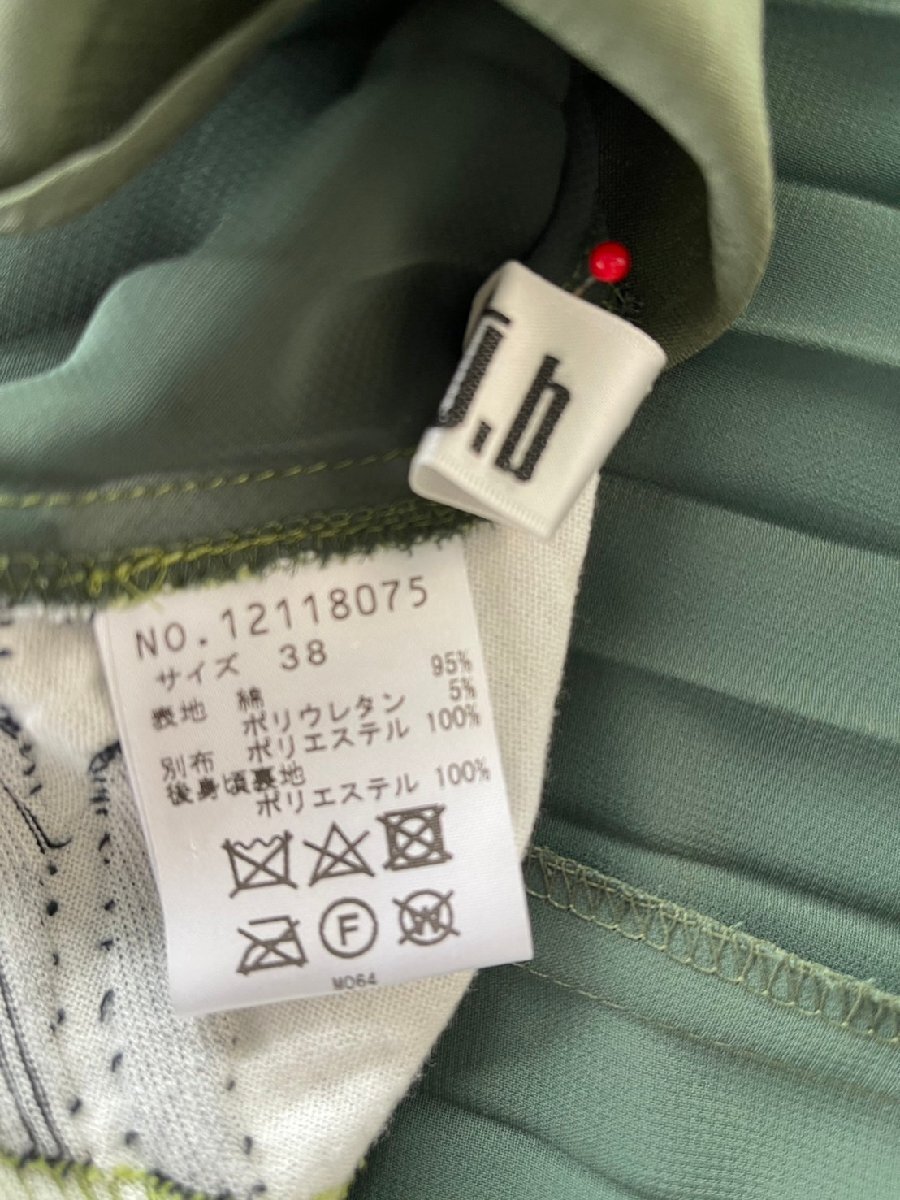 g.b
NO.12118075
サイズ 38
表地 綿 95%
ポリウレタン 5%
別布 ポリエステル 100%
後身頃裏地
ポリエステル 100%
F
W
M064